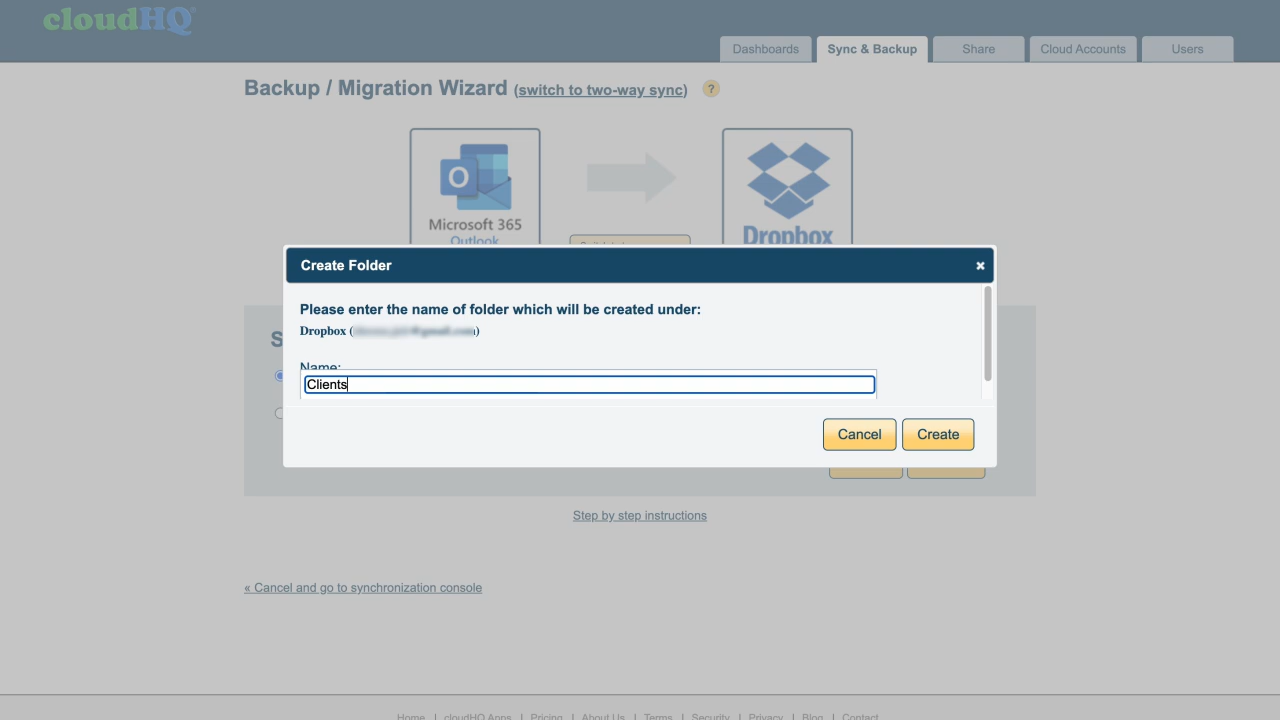 cloudHQ
Dashboards
Sync & Backup
Share
Cloud Accounts
Users
Backup / Migration Wizard (switch to two-way sync) ?
Microsoft 365
Outlook
Dropbox
Create Folder
Please enter the name of folder which will be created under:
Dropbox (
Name:
Clients
Cancel
Create
Step by step instructions
« Cancel and go to synchronization console
Home | cloudHQ Apps | Pricing | About Us | Terms | Security | Privacy | Blog | Contact